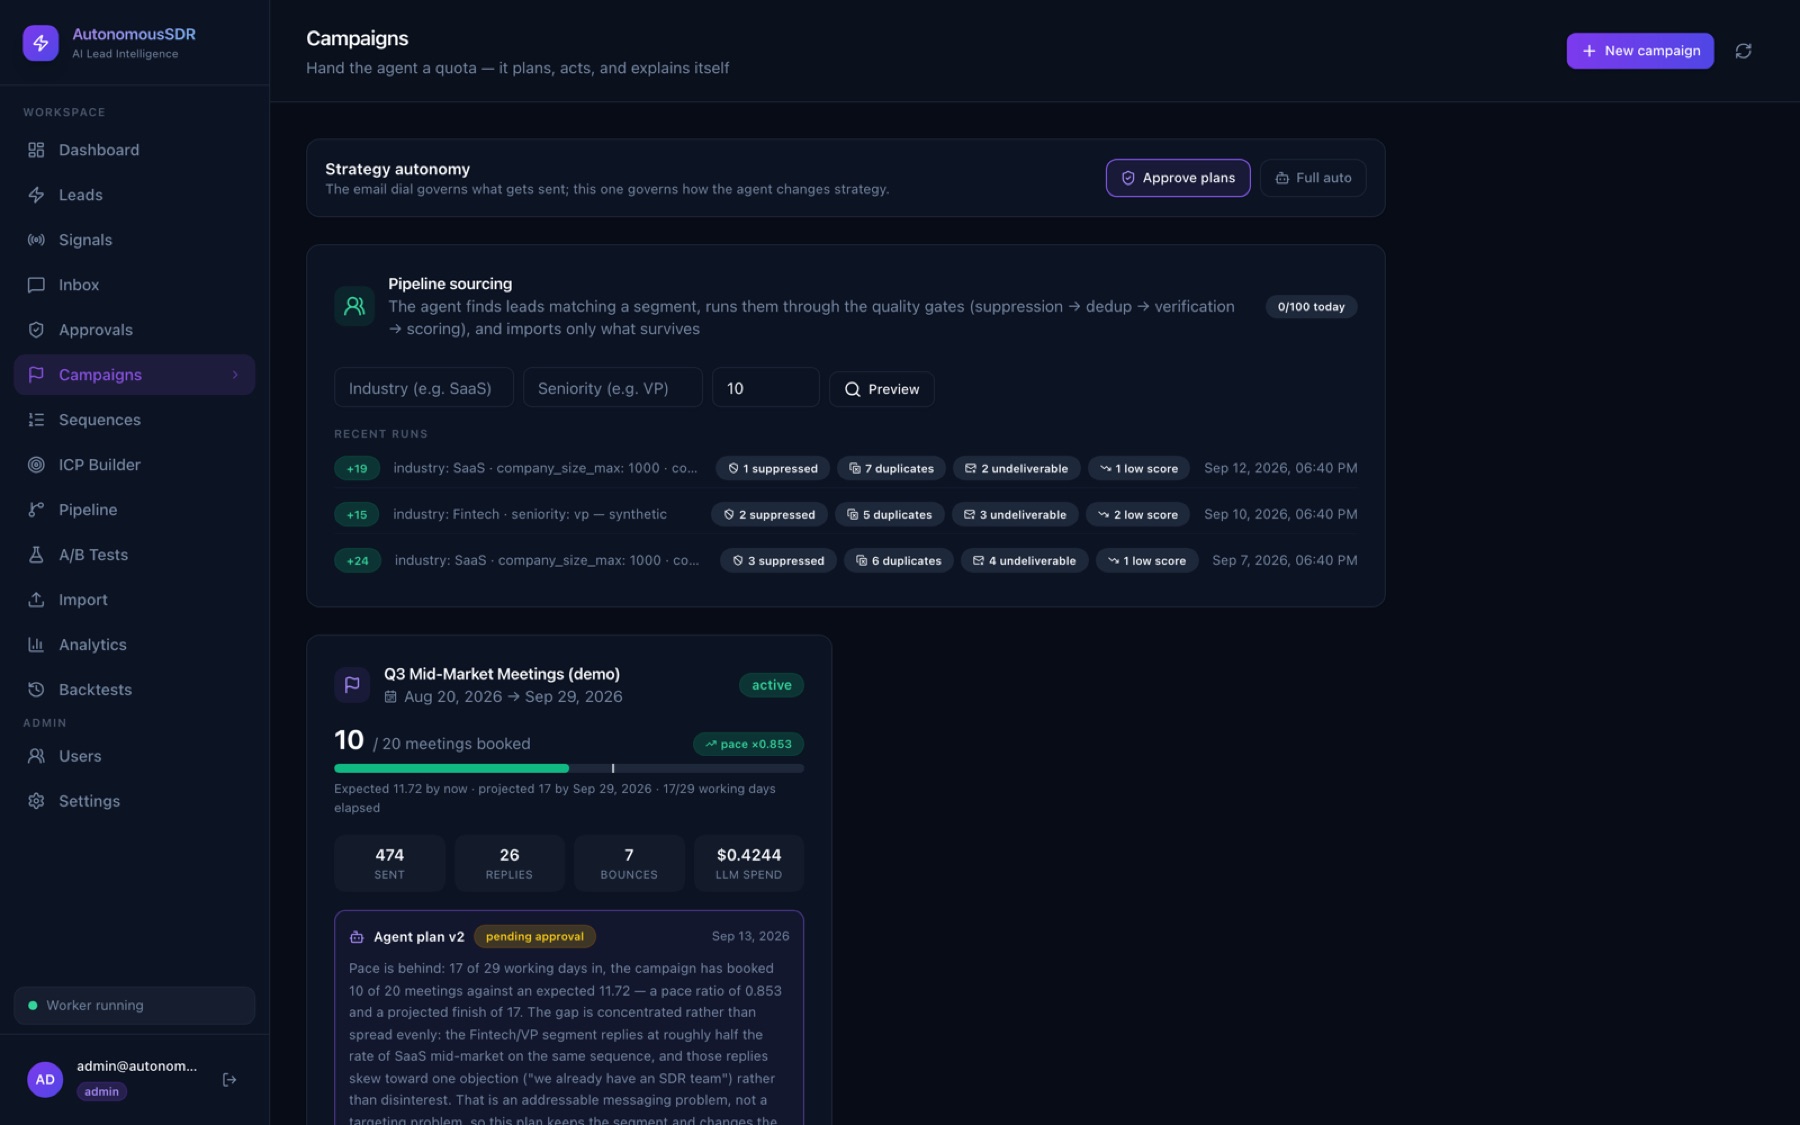 AutonomousSDR
AI Lead Intelligence
WORKSPACE
Dashboard
Leads
Signals
Inbox
Approvals
Campaigns
Sequences
ICP Builder
Pipeline
A/B Tests
Import
Analytics
Backtests
ADMIN
Users
Settings
Worker running
AD
admin@autonom...
admin
Campaigns
Hand the agent a quota — it plans, acts, and explains itself
New campaign
Strategy autonomy
The email dial governs what gets sent; this one governs how the agent changes strategy.
Approve plans
Full auto
Pipeline sourcing
The agent finds leads matching a segment, runs them through the quality gates (suppression → dedup → verification
→ scoring), and imports only what survives
0/100 today
Industry (e.g. SaaS)
Seniority (e.g. VP)
10
Preview
RECENT RUNS
+19 industry: SaaS · company_size_max: 1000 · co... 1 suppressed 7 duplicates 2 undeliverable 1 low score Sep 12, 2026, 06:40 PM
+15 industry: Fintech · seniority: vp — synthetic 2 suppressed 5 duplicates 3 undeliverable 2 low score Sep 10, 2026, 06:40 PM
+24 industry: SaaS · company_size_max: 1000 · co... 3 suppressed 6 duplicates 4 undeliverable 1 low score Sep 7, 2026, 06:40 PM
Q3 Mid-Market Meetings (demo)
Aug 20, 2026 → Sep 29, 2026
active
10 / 20 meetings booked
pace ×0.853
Expected 11.72 by now · projected 17 by Sep 29, 2026 · 17/29 working days
elapsed
474
SENT
26
REPLIES
7
BOUNCES
$0.4244
LLM SPEND
Agent plan v2
pending approval
Sep 13, 2026
Pace is behind: 17 of 29 working days in, the campaign has booked
10 of 20 meetings against an expected 11.72 — a pace ratio of 0.853
and a projected finish of 17. The gap is concentrated rather than
spread evenly: the Fintech/VP segment replies at roughly half the
rate of SaaS mid-market on the same sequence, and those replies
skew toward one objection ("we already have an SDR team") rather
than disinterest. That is an addressable messaging problem, not a
targeting problem, so this plan keeps the segment and changes the